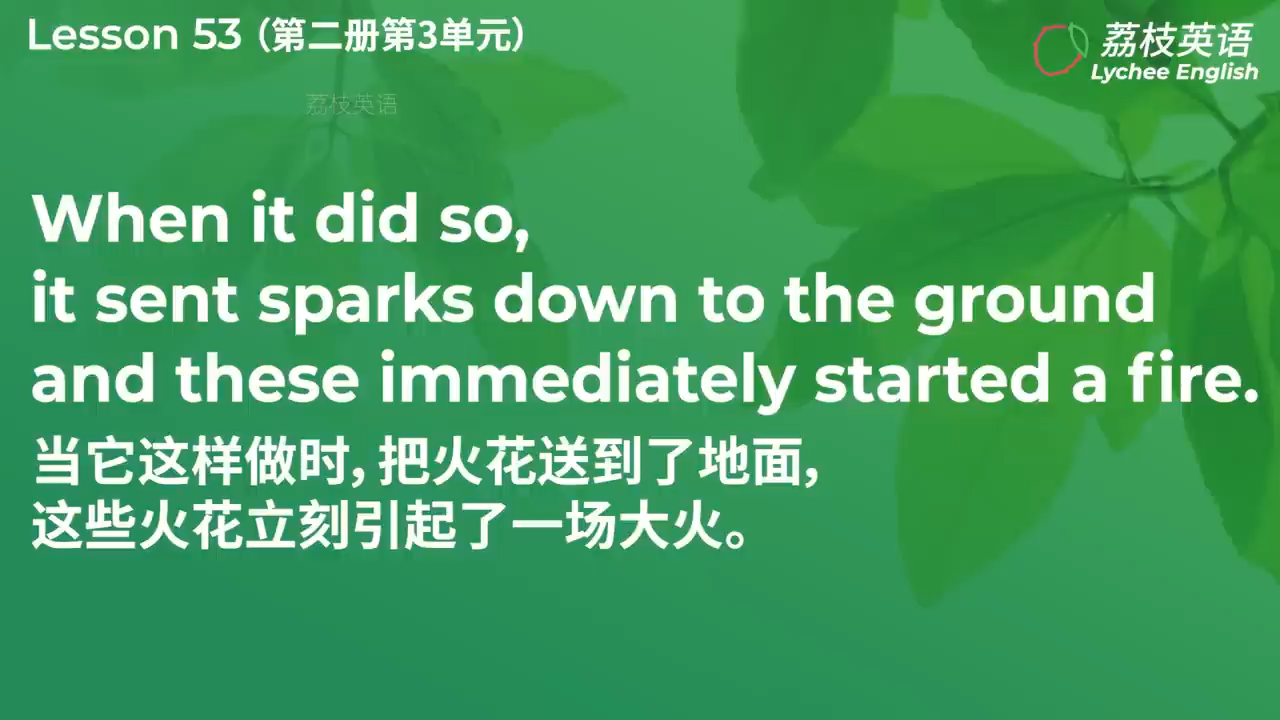 Lesson 53（第二册第3单元）
荔枝英语
Lychee English
荔枝英语
When it did so,
it sent sparks down to the ground
and these immediately started a fire.
当它这样做时，把火花送到了地面，
这些火花立刻引起了一场大火。